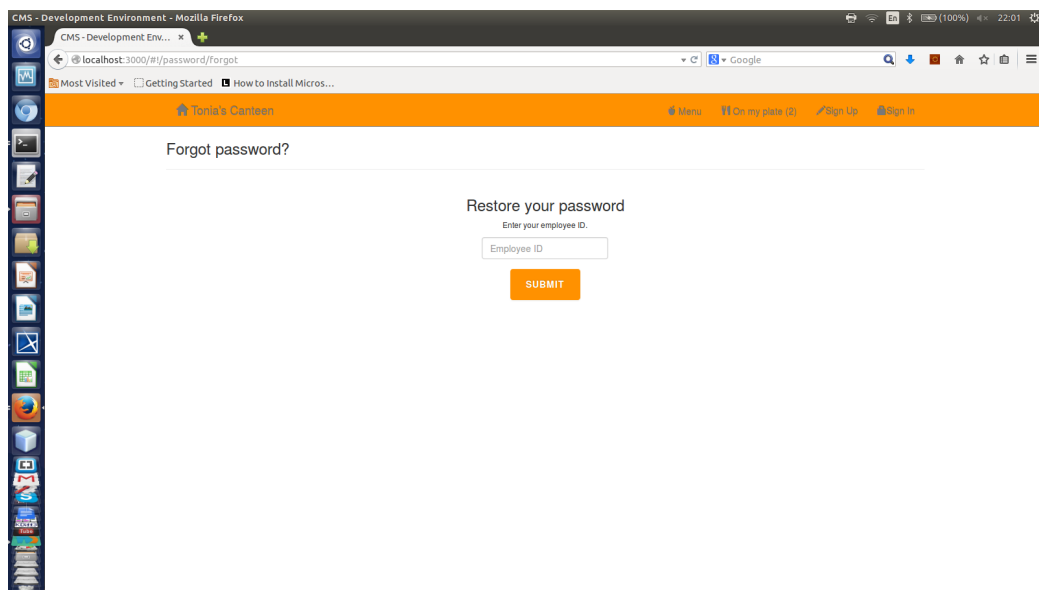 CMS - Development Environment - Mozilla Firefox
En (100%) 22:01
CMS - Development Env...
localhost:3000/#!/password/forgot
Google
Most Visited Getting Started How to Install Micros...
Tonia's Canteen Menu On my plate (2) Sign Up Sign In
Forgot password?
Restore your password
Enter your employee ID.
Employee ID
SUBMIT